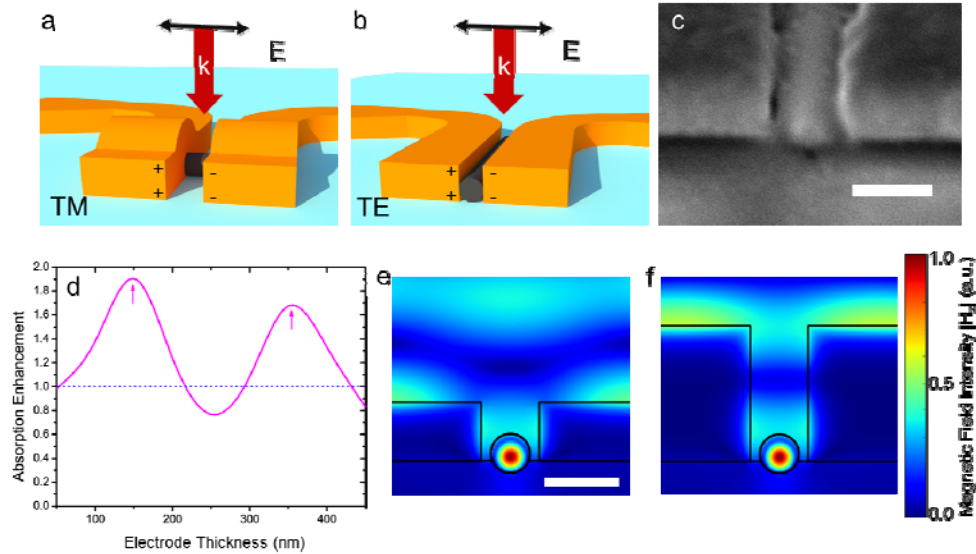 a
E
k
+ -
+ -
TM
b
E
k
+ -
+ -
TE
c
d
2.0
1.8
1.6
1.4
1.2
1.0
0.8
0.6
0.4
0.2
0.0
Absorption Enhancement
100 200 300 400
Electrode Thickness (nm)
e
f
1.0
0.5
0.0
Magnetic Field Intensity |H_z| (a.u.)